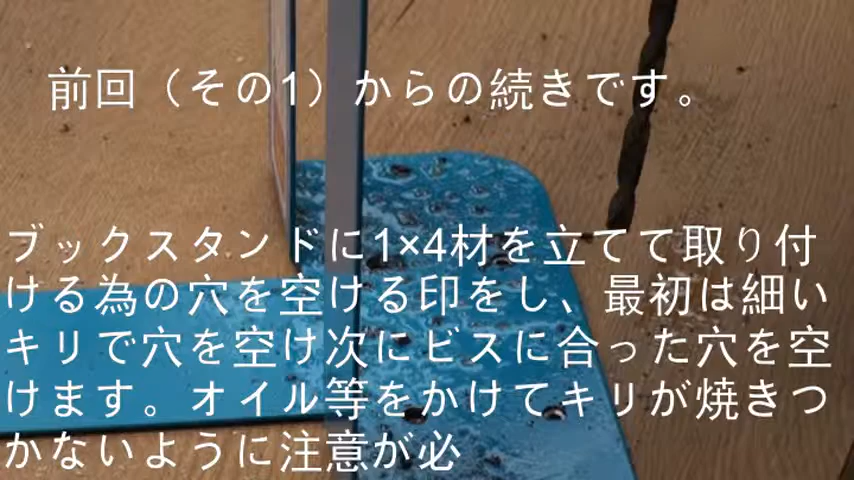 前回（その1）からの続きです。
ブックスタンドに1×4材を立てて取り付
ける為の穴を空ける印をし、最初は細い
キリで穴を空け次にビスに合った穴を空
けます。オイル等をかけてキリが焼きつ
かないように注意が必